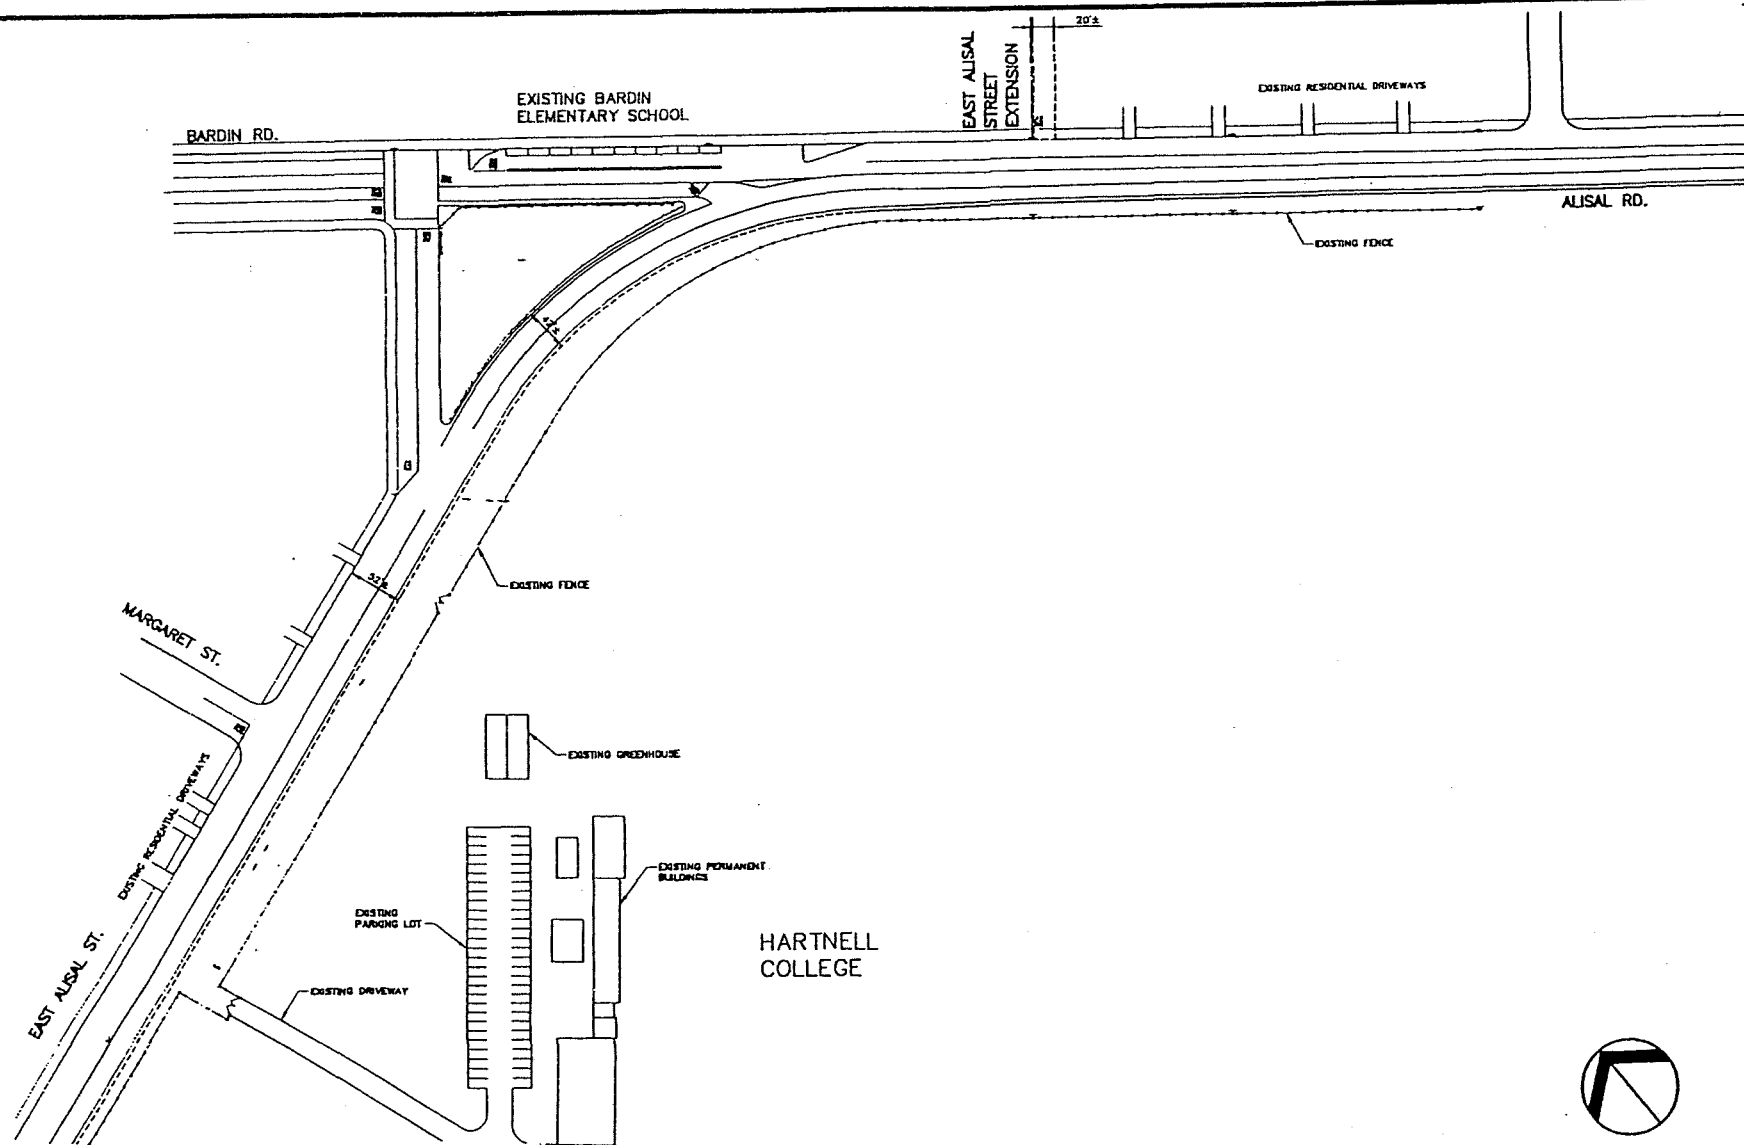 20'±
EAST ALISAL
STREET
EXTENSION
EXISTING RESIDENTIAL DRIVEWAYS
EXISTING BARDIN
ELEMENTARY SCHOOL
BARDIN RD.
ALISAL RD.
EXISTING FENCE
42'±
EXISTING FENCE
52'±
MARGARET ST.
EXISTING GREENHOUSE
EXISTING RESIDENTIAL DRIVEWAYS
EXISTING PERMANENT
BUILDINGS
EXISTING
PARKING LOT
HARTNELL
COLLEGE
EAST ALISAL ST.
EXISTING DRIVEWAY